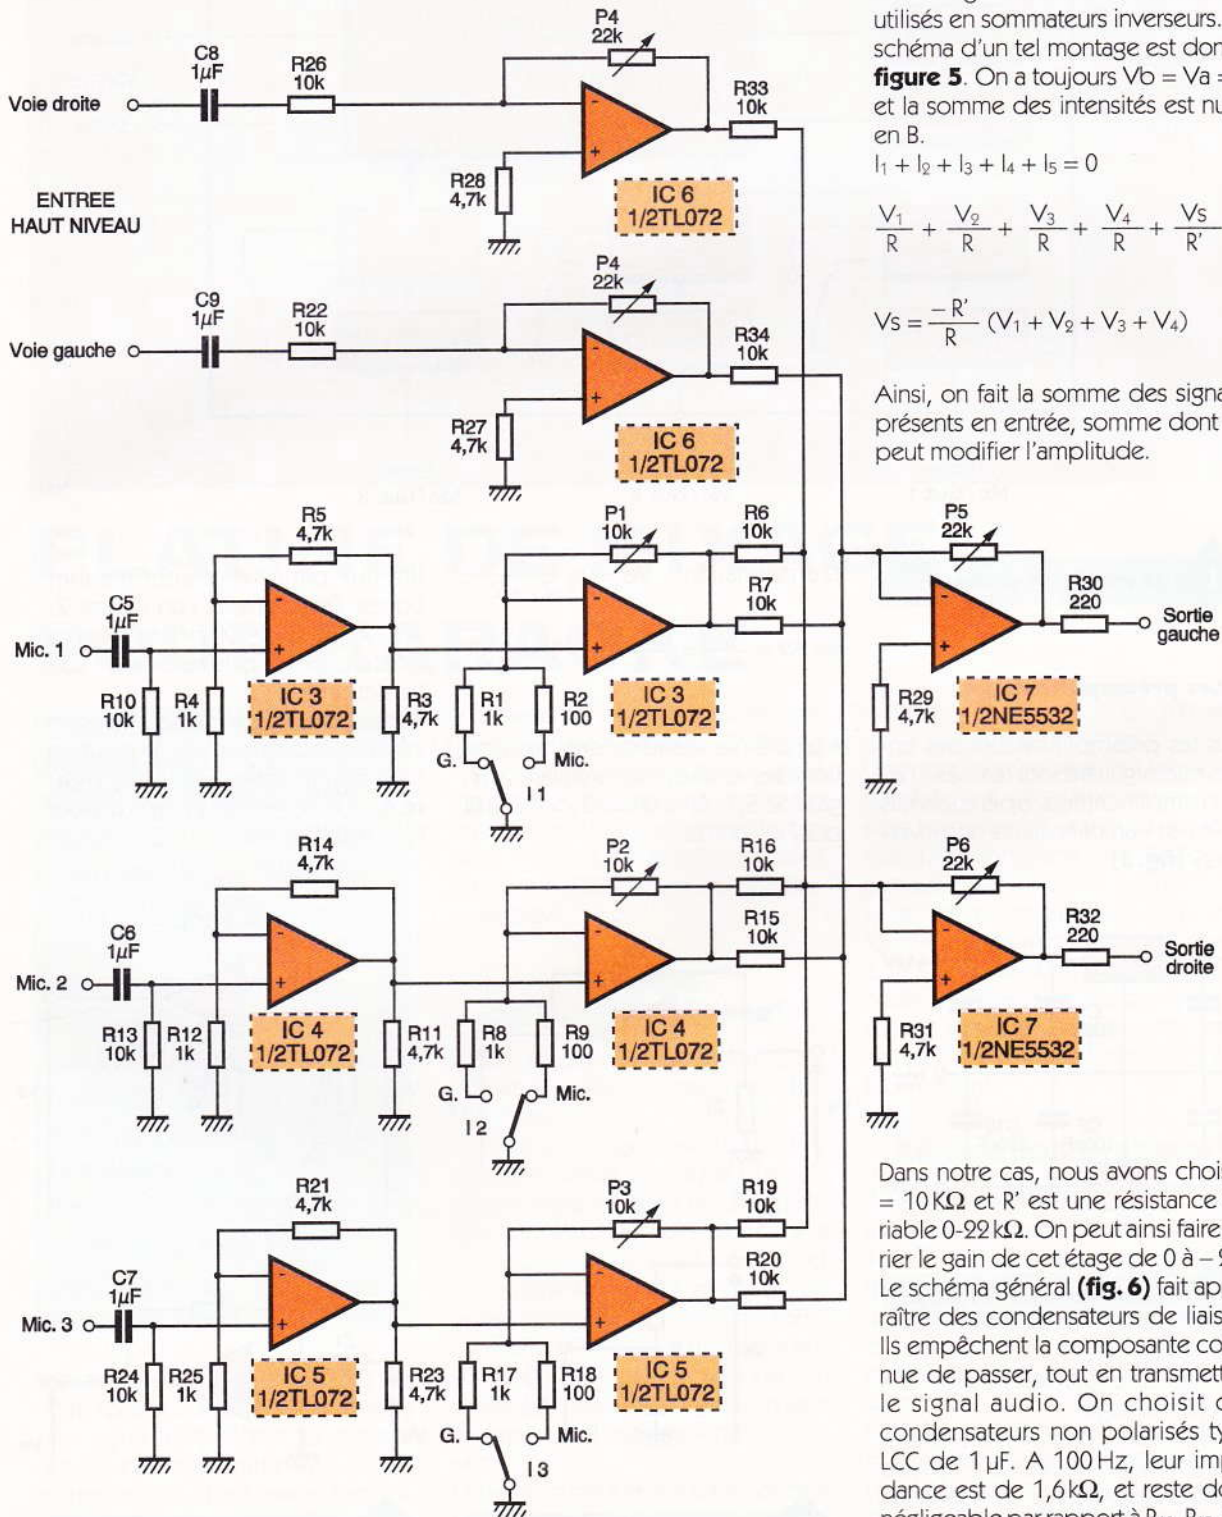 utilisés en sommateurs inverseurs.
schéma d'un tel montage est don
figure 5. On a toujours Vb = Va =
et la somme des intensités est nu
en B.
I₁ + I₂ + I₃ + I₄ + I₅ = 0
V₁/R + V₂/R + V₃/R + V₄/R + VS/R'
VS = -R'/R (V₁ + V₂ + V₃ + V₄)
Ainsi, on fait la somme des signa
présents en entrée, somme dont
peut modifier l'amplitude.
Voie droite
C8
1µF
R26
10k
P4
22k
-
+
R33
10k
R28
4,7k
IC 6
1/2TL072
ENTREE
HAUT NIVEAU
Voie gauche
C9
1µF
R22
10k
P4
22k
-
+
R34
10k
R27
4,7k
IC 6
1/2TL072
Mic. 1
C5
1µF
R10
10k
R4
1k
R5
4,7k
-
+
IC 3
1/2TL072
R3
4,7k
R1
1k
R2
100
G.
Mic.
I1
P1
10k
-
+
IC 3
1/2TL072
R6
10k
R7
10k
P5
22k
-
+
R29
4,7k
IC 7
1/2NE5532
R30
220
Sortie
gauche
Mic. 2
C6
1µF
R13
10k
R12
1k
R14
4,7k
-
+
IC 4
1/2TL072
R11
4,7k
R8
1k
R9
100
G.
Mic.
I2
P2
10k
-
+
IC 4
1/2TL072
R16
10k
R15
10k
P6
22k
-
+
R31
4,7k
IC 7
1/2NE5532
R32
220
Sortie
droite
Mic. 3
C7
1µF
R24
10k
R25
1k
R21
4,7k
-
+
IC 5
1/2TL072
R23
4,7k
R17
1k
R18
100
G.
Mic.
I3
P3
10k
-
+
IC 5
1/2TL072
R19
10k
R20
10k
Dans notre cas, nous avons chois
= 10KΩ et R' est une résistance
riable 0-22kΩ. On peut ainsi faire
rier le gain de cet étage de 0 à –
Le schéma général (fig. 6) fait ap
raître des condensateurs de liais
Ils empêchent la composante co
nue de passer, tout en transmett
le signal audio. On choisit
condensateurs non polarisés ty
LCC de 1µF. A 100Hz, leur imp
dance est de 1,6kΩ, et reste do
négligeable par rapport à